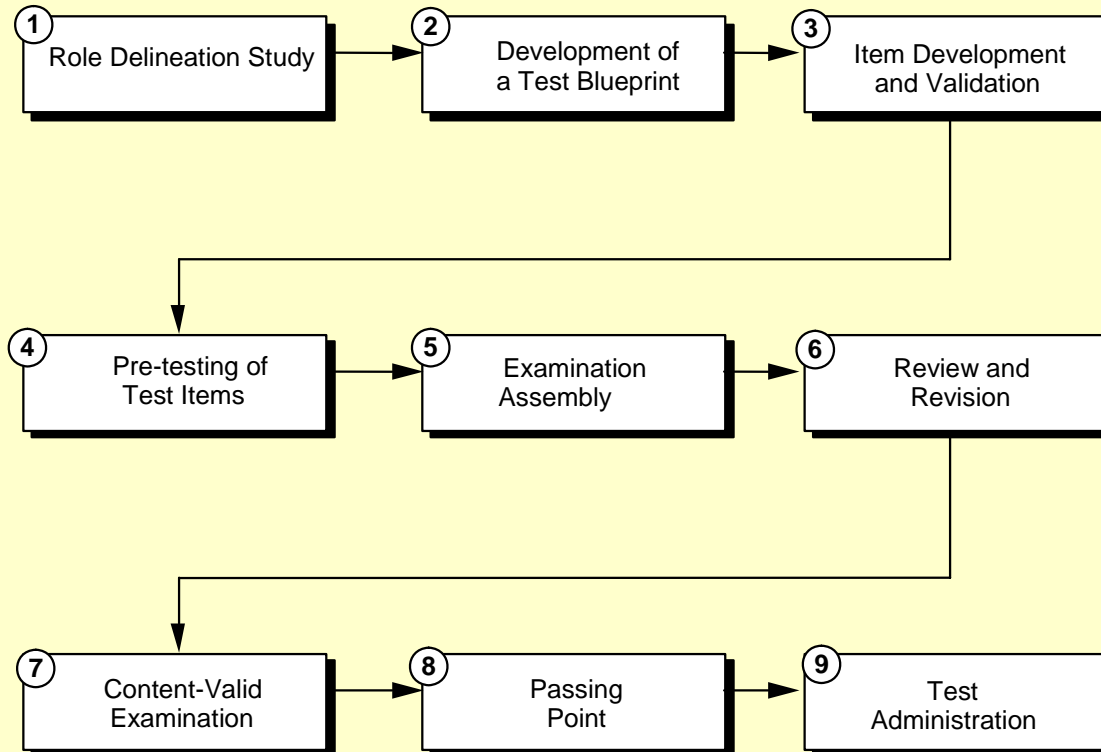 1
Role Delineation Study
2
Development of
a Test Blueprint
3
Item Development
and Validation
4
Pre-testing of
Test Items
5
Examination
Assembly
6
Review and
Revision
7
Content-Valid
Examination
8
Passing
Point
9
Test
Administration